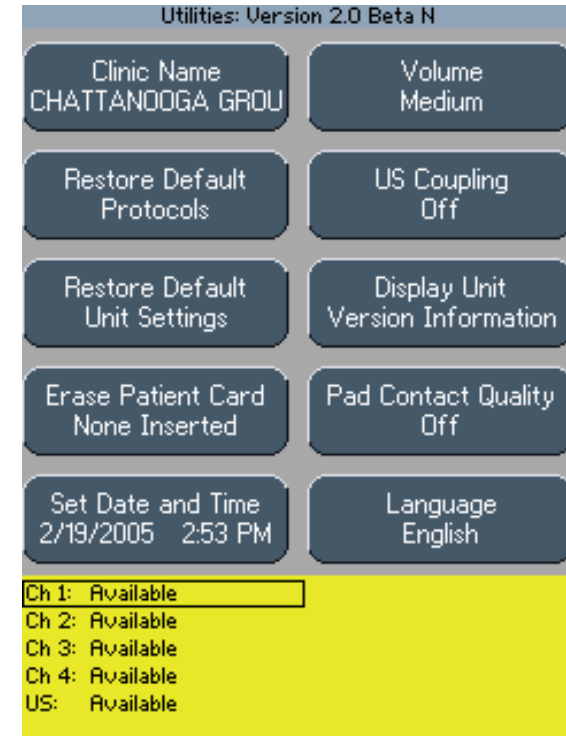 Utilities: Version 2.0 Beta N
Clinic Name
CHATTANOOGA GROU
Volume
Medium
Restore Default
Protocols
US Coupling
Off
Restore Default
Unit Settings
Display Unit
Version Information
Erase Patient Card
None Inserted
Pad Contact Quality
Off
Set Date and Time
2/19/2005 2:53 PM
Language
English
Ch 1: Available
Ch 2: Available
Ch 3: Available
Ch 4: Available
US: Available